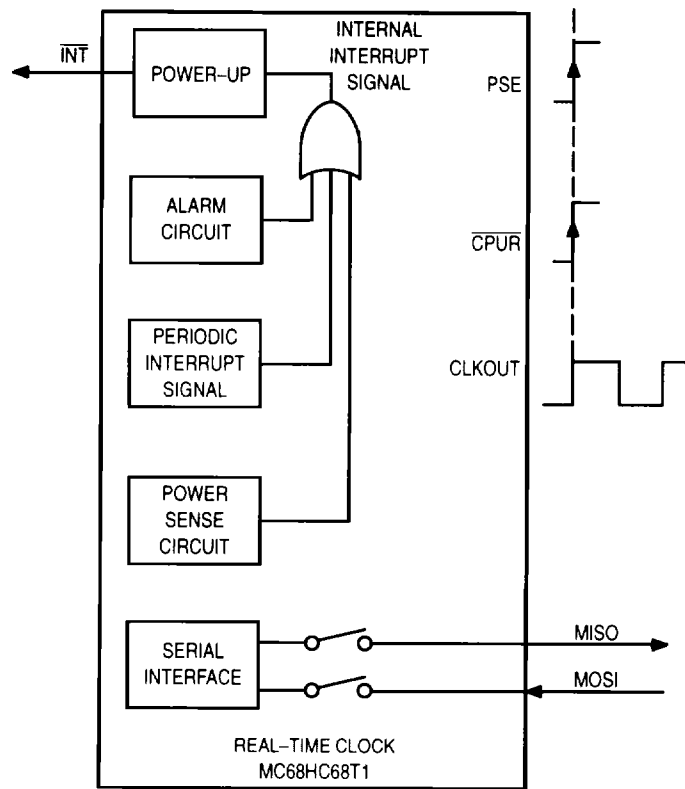 INT
POWER–UP
INTERNAL
INTERRUPT
SIGNAL
PSE
ALARM
CIRCUIT
CPUR
PERIODIC
INTERRUPT
SIGNAL
CLKOUT
POWER
SENSE
CIRCUIT
SERIAL
INTERFACE
MISO
MOSI
REAL–TIME CLOCK
MC68HC68T1